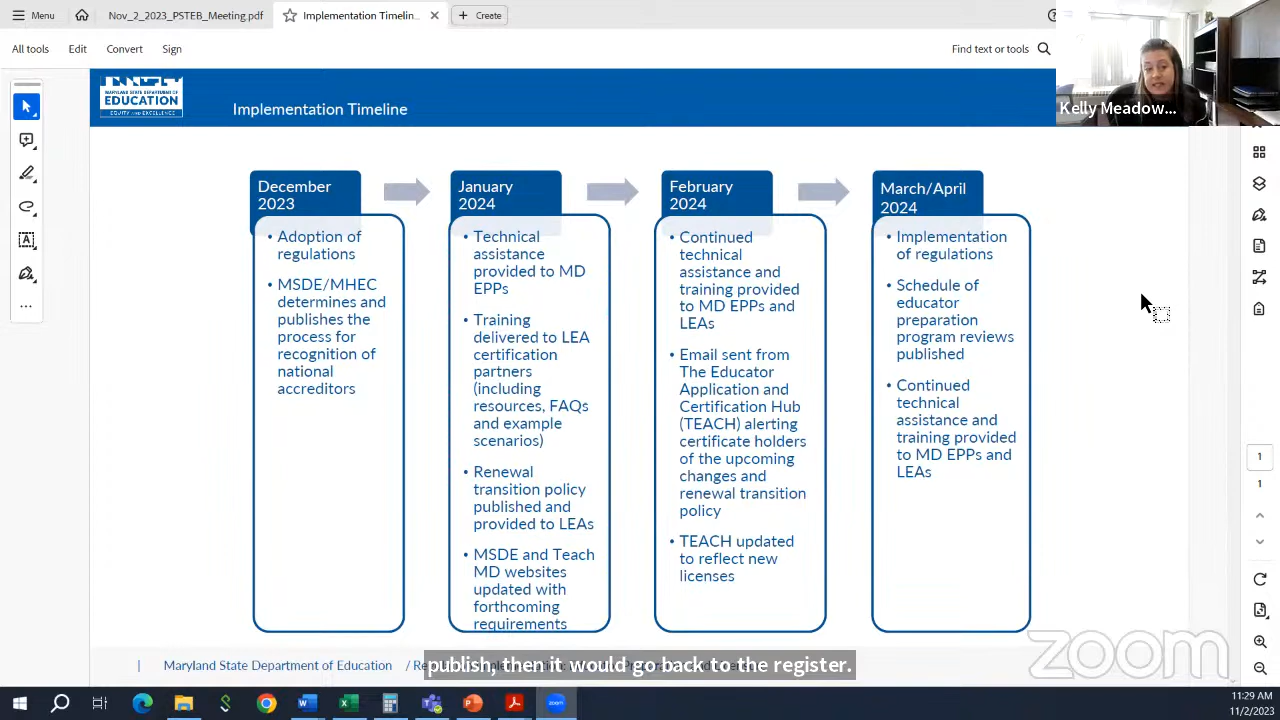 Menu
Nov_2_2023_PSTEB_Meeting.pdf
Implementation Timelin...
Create
All tools
Edit
Convert
Sign
Find text or tools
Kelly Meadow...
MARYLAND STATE DEPARTMENT OF
EDUCATION
EQUITY AND EXCELLENCE
Implementation Timeline
December
2023
• Adoption of
regulations
• MSDE/MHEC
determines and
publishes the
process for
recognition of
national
accreditors
January
2024
• Technical
assistance
provided to MD
EPPs
• Training
delivered to LEA
certification
partners
(including
resources, FAQs
and example
scenarios)
• Renewal
transition policy
published and
provided to LEAs
• MSDE and Teach
MD websites
updated with
forthcoming
requirements
February
2024
• Continued
technical
assistance and
training provided
to MD EPPs and
LEAs
• Email sent from
The Educator
Application and
Certification Hub
(TEACH) alerting
certificate holders
of the upcoming
changes and
renewal transition
policy
• TEACH updated
to reflect new
licenses
March/April
2024
• Implementation
of regulations
• Schedule of
educator
preparation
program reviews
published
• Continued
technical
assistance and
training provided
to MD EPPs and
LEAs
1
1
| Maryland State Department of Education
publish, then it would go back to the register.
zoom
zoom
11:29 AM
11/2/2023